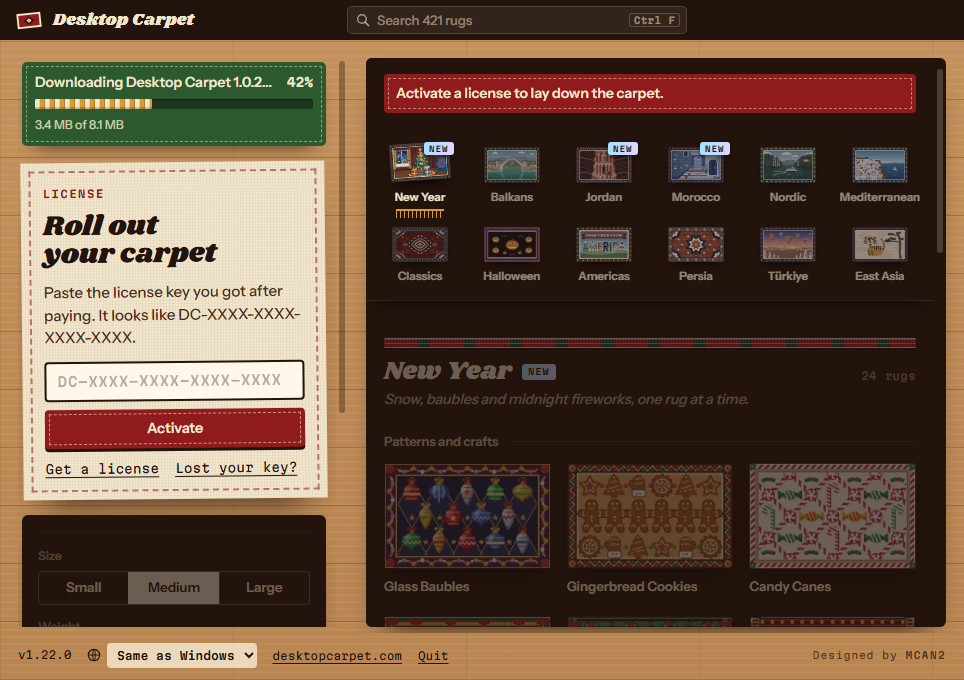 Desktop Carpet
Search 421 rugs
Ctrl F
Downloading Desktop Carpet 1.0.2...
42%
3.4 MB of 8.1 MB
LICENSE
Roll out
your carpet
Paste the license key you got after
paying. It looks like DC-XXXX-XXXX-
XXXX-XXXX.
DC-XXXX-XXXX-XXXX-XXXX
Activate
Get a license
Lost your key?
Size
Small
Medium
Large
Weight
Activate a license to lay down the carpet.
NEW
NEW
NEW
New Year
Balkans
Jordan
Morocco
Nordic
Mediterranean
Classics
Halloween
Americas
Persia
Türkiye
East Asia
New Year
NEW
24 rugs
Snow, baubles and midnight fireworks, one rug at a time.
Patterns and crafts
Glass Baubles
Gingerbread Cookies
Candy Canes
v1.22.0
Same as Windows
desktopcarpet.com
Quit
Designed by MCAN2